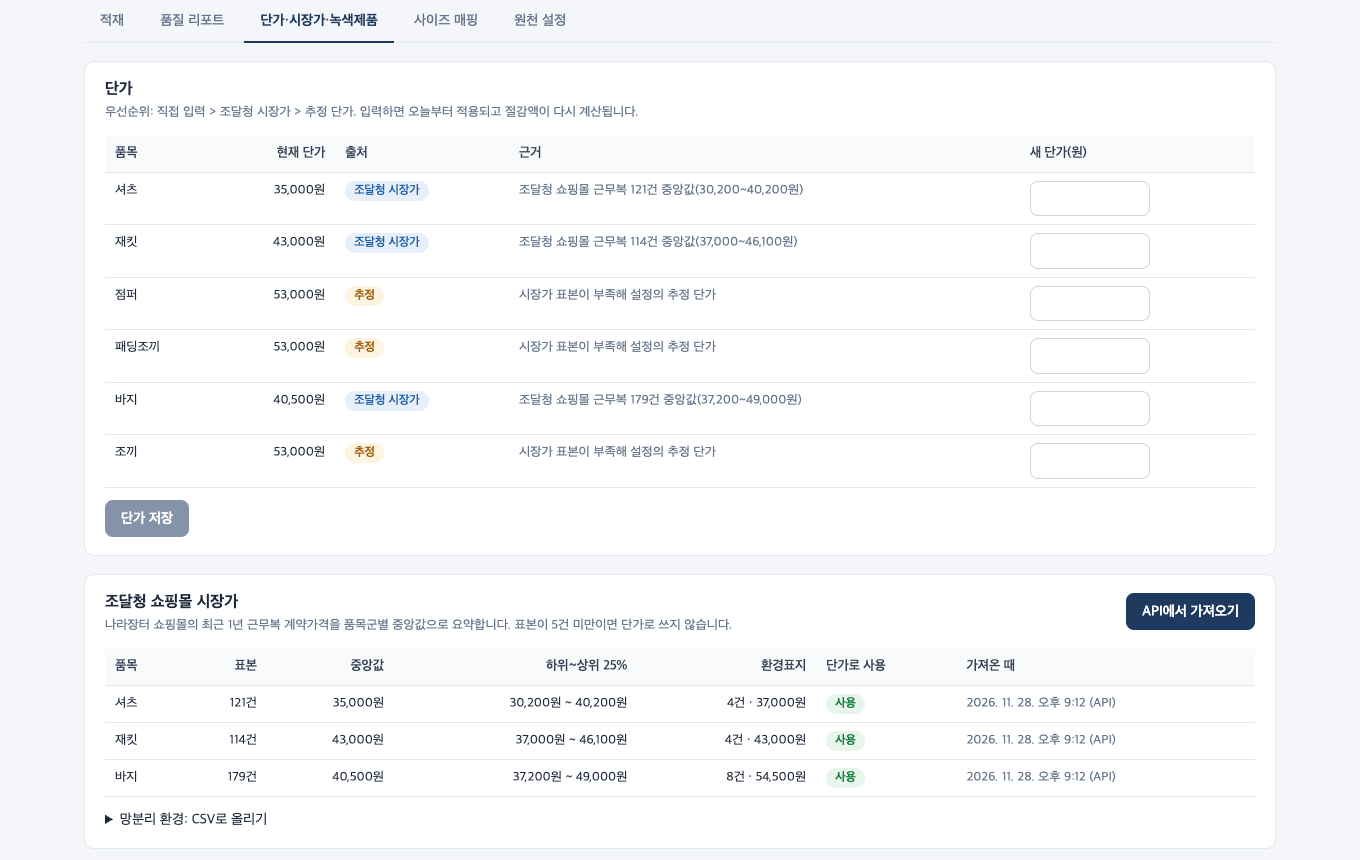 적재 품질 리포트 단가·시장가·녹색제품 사이즈 매핑 원천 설정
단가
우선순위: 직접 입력 > 조달청 시장가 > 추정 단가. 입력하면 오늘부터 적용되고 절감액이 다시 계산됩니다.
품목 현재 단가 출처 근거 새 단가(원)
셔츠 35,000원 조달청 시장가 조달청 쇼핑몰 근무복 121건 중앙값(30,200~40,200원)
재킷 43,000원 조달청 시장가 조달청 쇼핑몰 근무복 114건 중앙값(37,000~46,100원)
점퍼 53,000원 추정 시장가 표본이 부족해 설정의 추정 단가
패딩조끼 53,000원 추정 시장가 표본이 부족해 설정의 추정 단가
바지 40,500원 조달청 시장가 조달청 쇼핑몰 근무복 179건 중앙값(37,200~49,000원)
조끼 53,000원 추정 시장가 표본이 부족해 설정의 추정 단가
단가 저장
조달청 쇼핑몰 시장가
API에서 가져오기
나라장터 쇼핑몰의 최근 1년 근무복 계약가격을 품목군별 중앙값으로 요약합니다. 표본이 5건 미만이면 단가로 쓰지 않습니다.
품목 표본 중앙값 하위~상위 25% 환경표지 단가로 사용 가져온 때
셔츠 121건 35,000원 30,200원 ~ 40,200원 4건 · 37,000원 사용 2026. 11. 28. 오후 9:12 (API)
재킷 114건 43,000원 37,000원 ~ 46,100원 4건 · 43,000원 사용 2026. 11. 28. 오후 9:12 (API)
바지 179건 40,500원 37,200원 ~ 49,000원 8건 · 54,500원 사용 2026. 11. 28. 오후 9:12 (API)
▶ 망분리 환경: CSV로 올리기